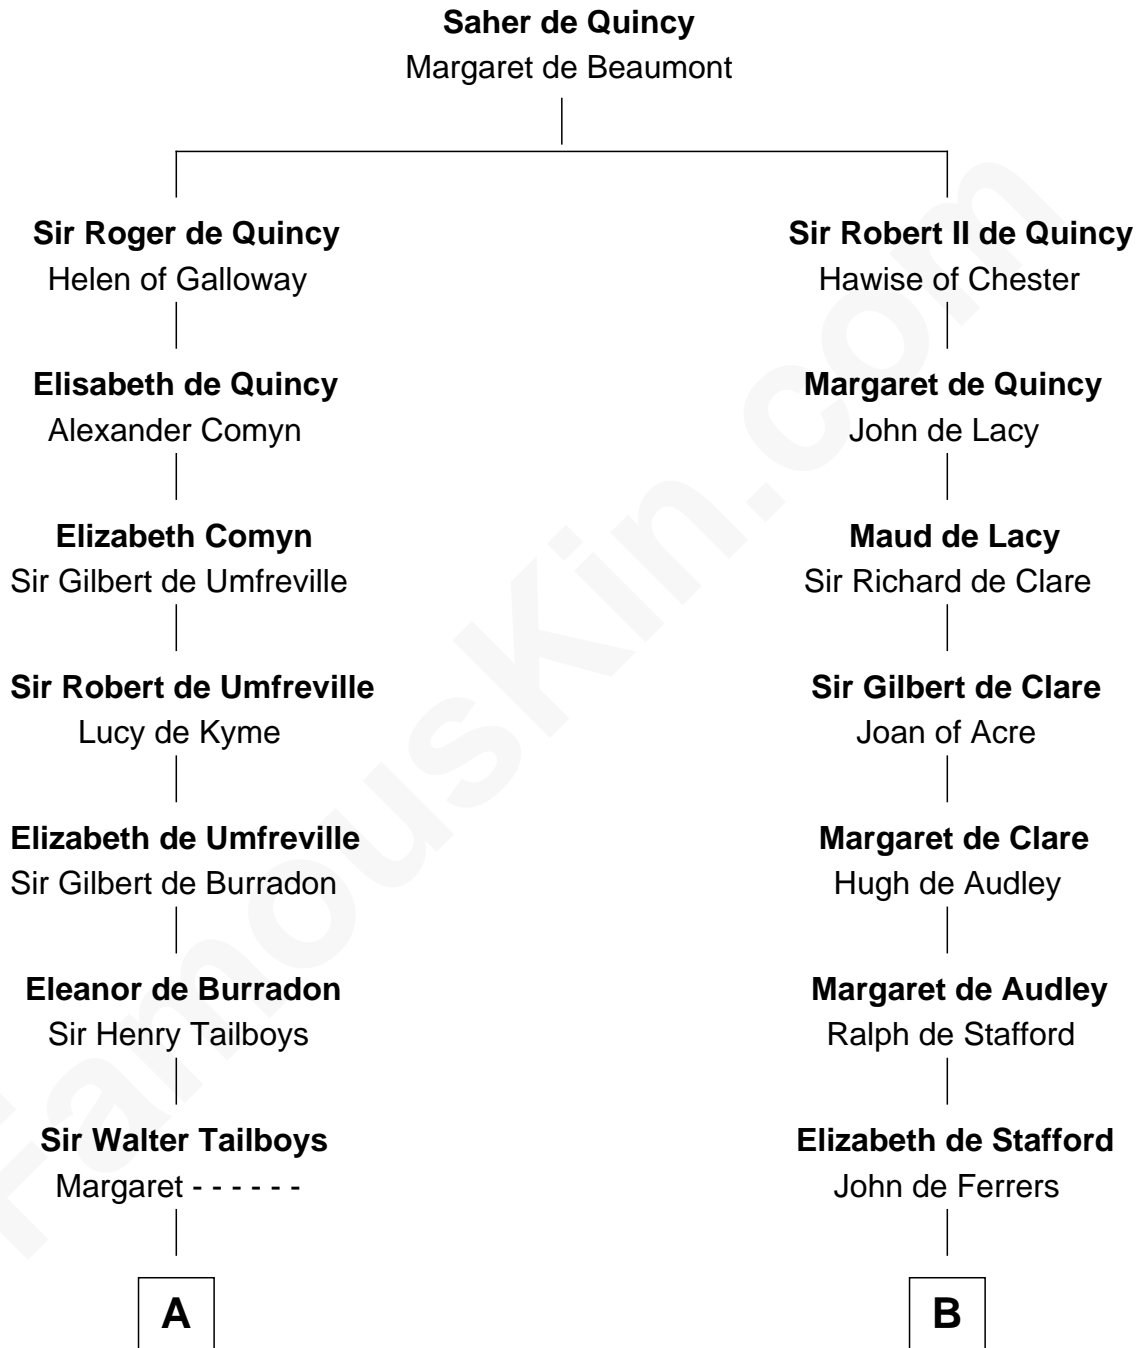 Saher de Quincy
Margaret de Beaumont
Sir Roger de Quincy
Helen of Galloway
Sir Robert II de Quincy
Hawise of Chester
Elisabeth de Quincy
Alexander Comyn
Margaret de Quincy
John de Lacy
Elizabeth Comyn
Sir Gilbert de Umfreville
Maud de Lacy
Sir Richard de Clare
Sir Robert de Umfreville
Lucy de Kyme
Sir Gilbert de Clare
Joan of Acre
Elizabeth de Umfreville
Sir Gilbert de Burradon
Margaret de Clare
Hugh de Audley
Eleanor de Burradon
Sir Henry Tailboys
Margaret de Audley
Ralph de Stafford
Sir Walter Tailboys
Margaret - - - - - -
Elizabeth de Stafford
John de Ferrers
A
B
FamousKin.com